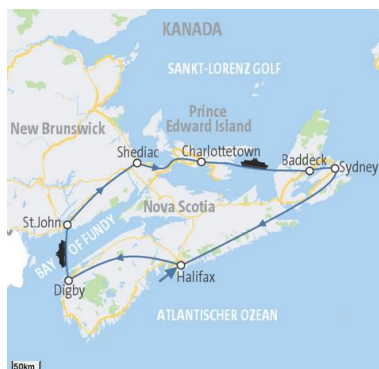 KANADA
SANKT-LORENZ GOLF
Prince
Edward Island
New Brunswick
Shediac
Charlottetown
Baddeck
Sydney
Nova Scotia
St.John
BAY OF FUNDY
Digby
Halifax
ATLANTISCHER OZEAN
50km